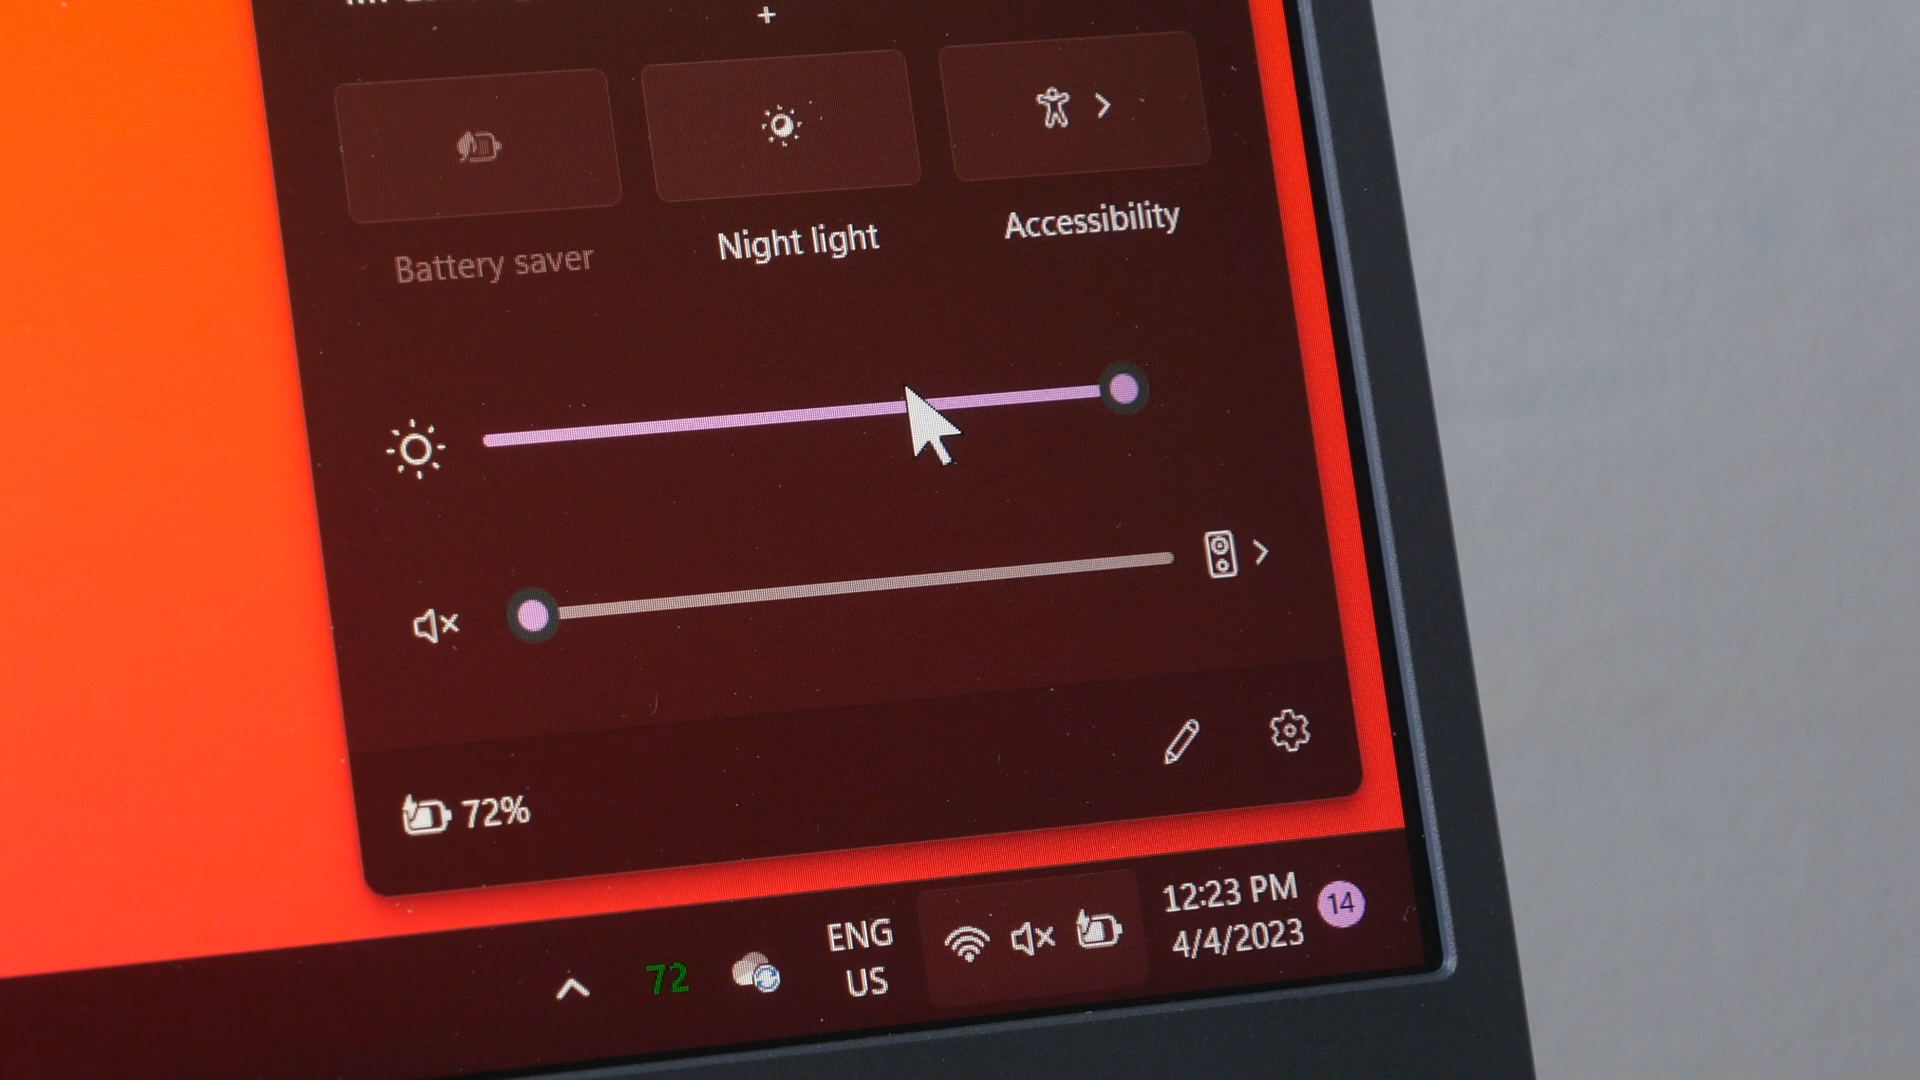 Battery saver
Night light
Accessibility
72%
72
ENG
US
12:23 PM
4/4/2023
14